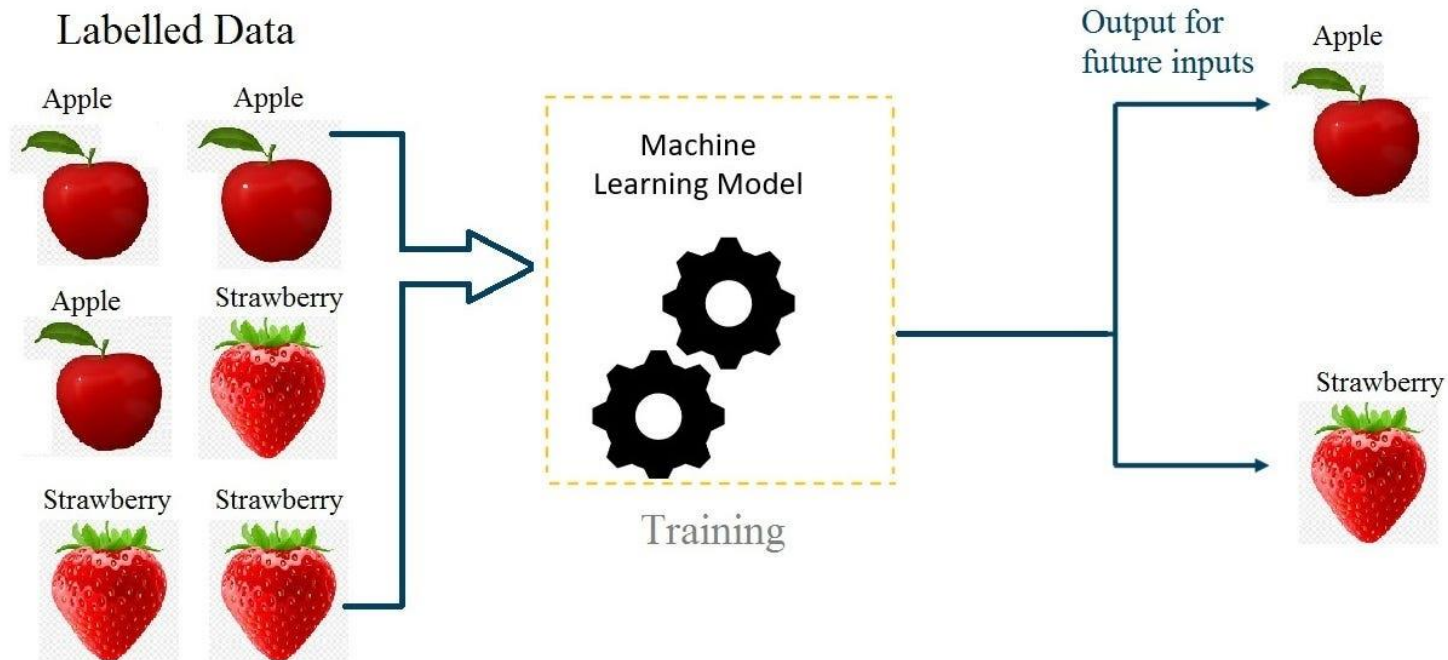 Labelled Data
Apple
Apple
Apple
Strawberry
Strawberry
Strawberry
Machine
Learning Model
Training
Output for
future inputs
Apple
Strawberry